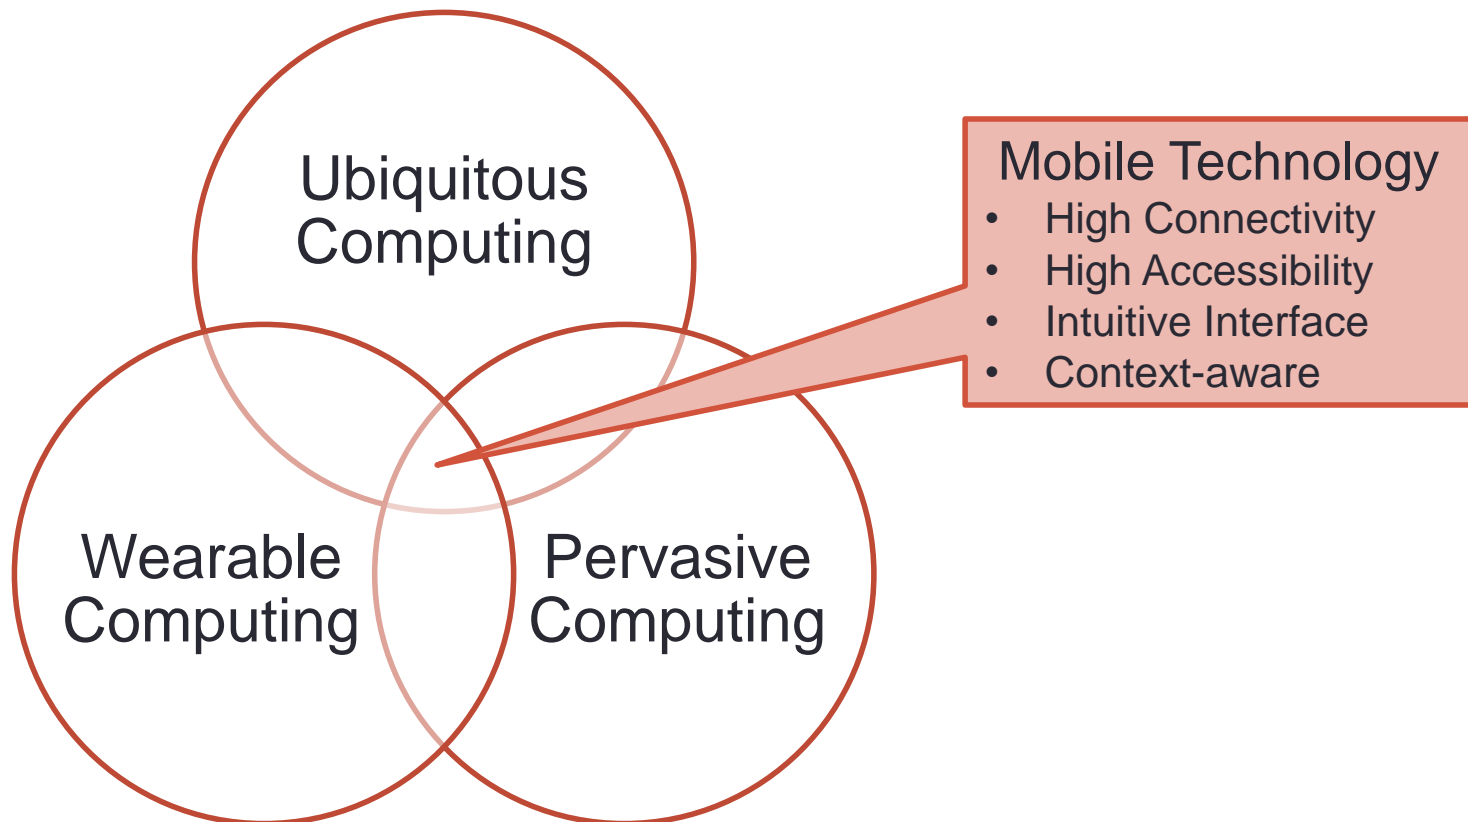 Ubiquitous
Computing
Mobile Technology
• High Connectivity
• High Accessibility
• Intuitive Interface
• Context-aware
Wearable
Computing
Pervasive
Computing